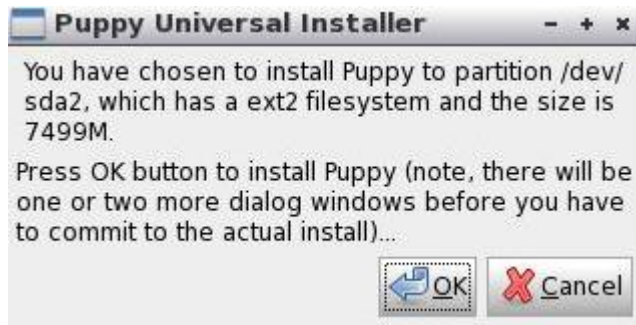 Puppy Universal Installer
You have chosen to install Puppy to partition /dev/
sda2, which has a ext2 filesystem and the size is
7499M.
Press OK button to install Puppy (note, there will be
one or two more dialog windows before you have
to commit to the actual install)...
OK Cancel